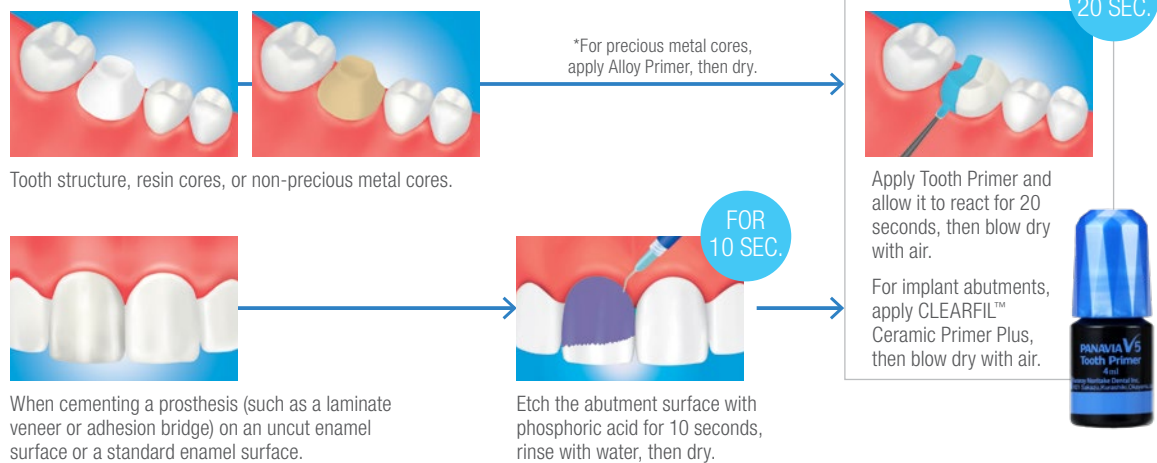 20 SEC.
*For precious metal cores,
apply Alloy Primer, then dry.
Tooth structure, resin cores, or non-precious metal cores.
Apply Tooth Primer and
allow it to react for 20
seconds, then blow dry
with air.
For implant abutments,
apply CLEARFIL™
Ceramic Primer Plus,
then blow dry with air.
FOR
10 SEC.
When cementing a prosthesis (such as a laminate
veneer or adhesion bridge) on an uncut enamel
surface or a standard enamel surface.
Etch the abutment surface with
phosphoric acid for 10 seconds,
rinse with water, then dry.
PANAVIA V5
Tooth Primer
4ml
Noritake Dental Inc.